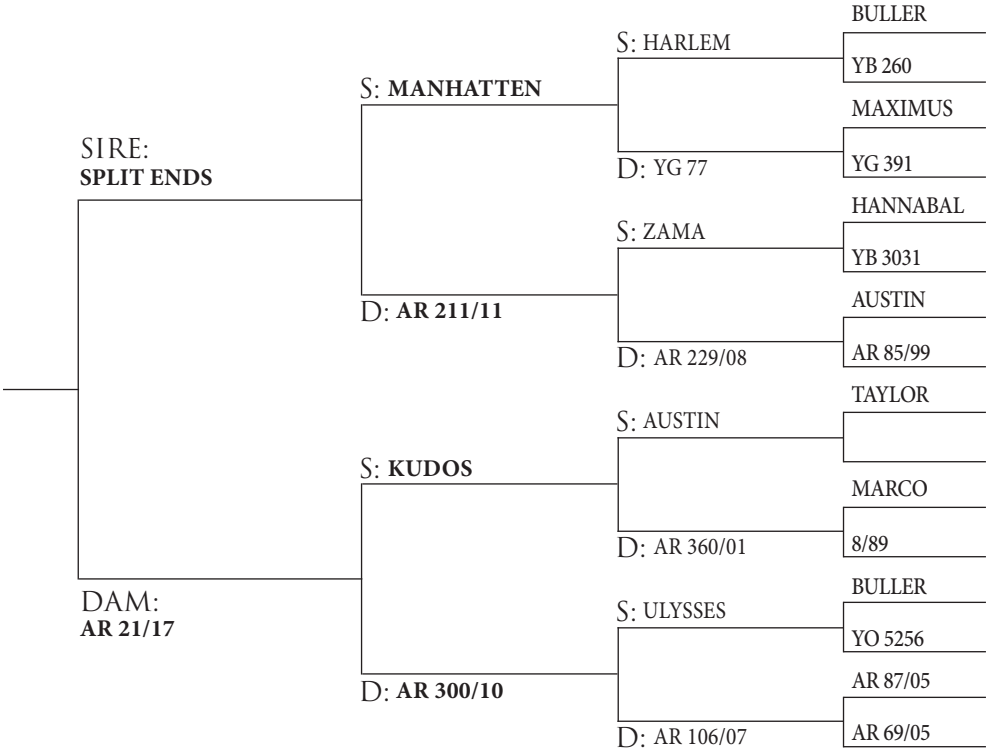 BULLER
S: HARLEM
YB 260
S: MANHATTEN
MAXIMUS
SIRE:
SPLIT ENDS
D: YG 77
YG 391
HANNABAL
S: ZAMA
YB 3031
D: AR 211/11
AUSTIN
D: AR 229/08
AR 85/99
TAYLOR
S: AUSTIN
S: KUDOS
MARCO
D: AR 360/01
8/89
DAM:
AR 21/17
BULLER
S: ULYSSES
YO 5256
D: AR 300/10
AR 87/05
D: AR 106/07
AR 69/05